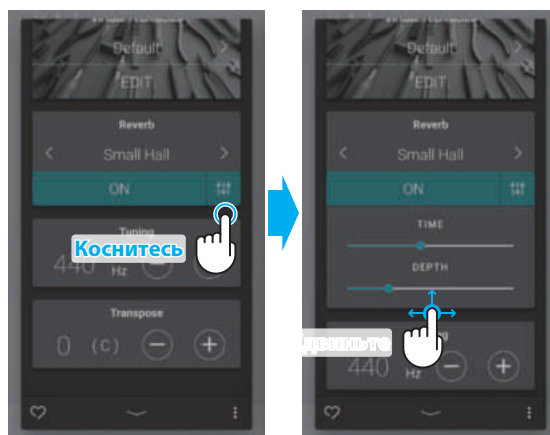 Default
EDIT
Reverb
Small Hall
ON
Tuning
Коснитесь
440 Hz
Transpose
0 (C)
Default
EDIT
Reverb
Small Hall
ON
TIME
DEPTH
440 Hz